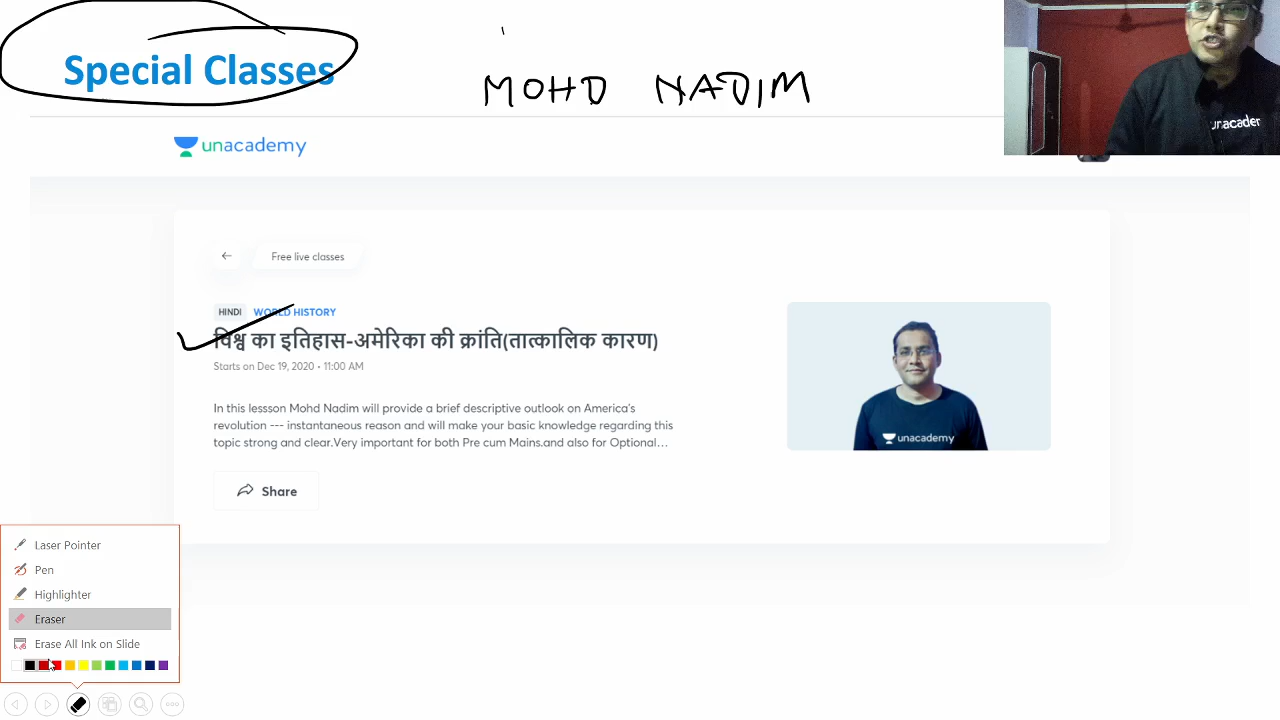 Special Classes
MOHD NADIM
unacademy
unacader
Free live classes
HINDI WORLD HISTORY
विश्व का इतिहास-अमेरिका की क्रांति(तात्कालिक कारण)
Starts on Dec 19, 2020 • 11:00 AM
In this lessson Mohd Nadim will provide a brief descriptive outlook on America's
revolution --- instantaneous reason and will make your basic knowledge regarding this
topic strong and clear.Very important for both Pre cum Mains.and also for Optional...
unacademy
Share
Laser Pointer
Pen
Highlighter
Eraser
Erase All Ink on Slide